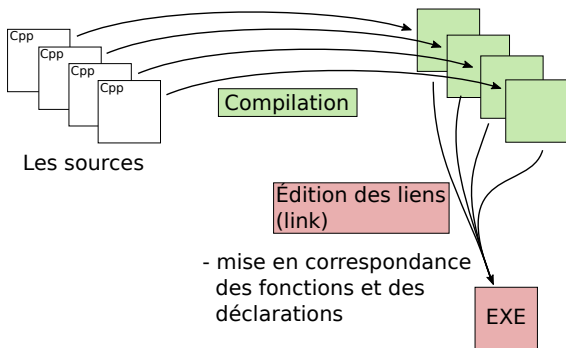 Cpp
Cpp
Cpp
Cpp
Compilation
Les sources
Édition des liens
(link)
- mise en correspondance
des fonctions et des
déclarations
EXE